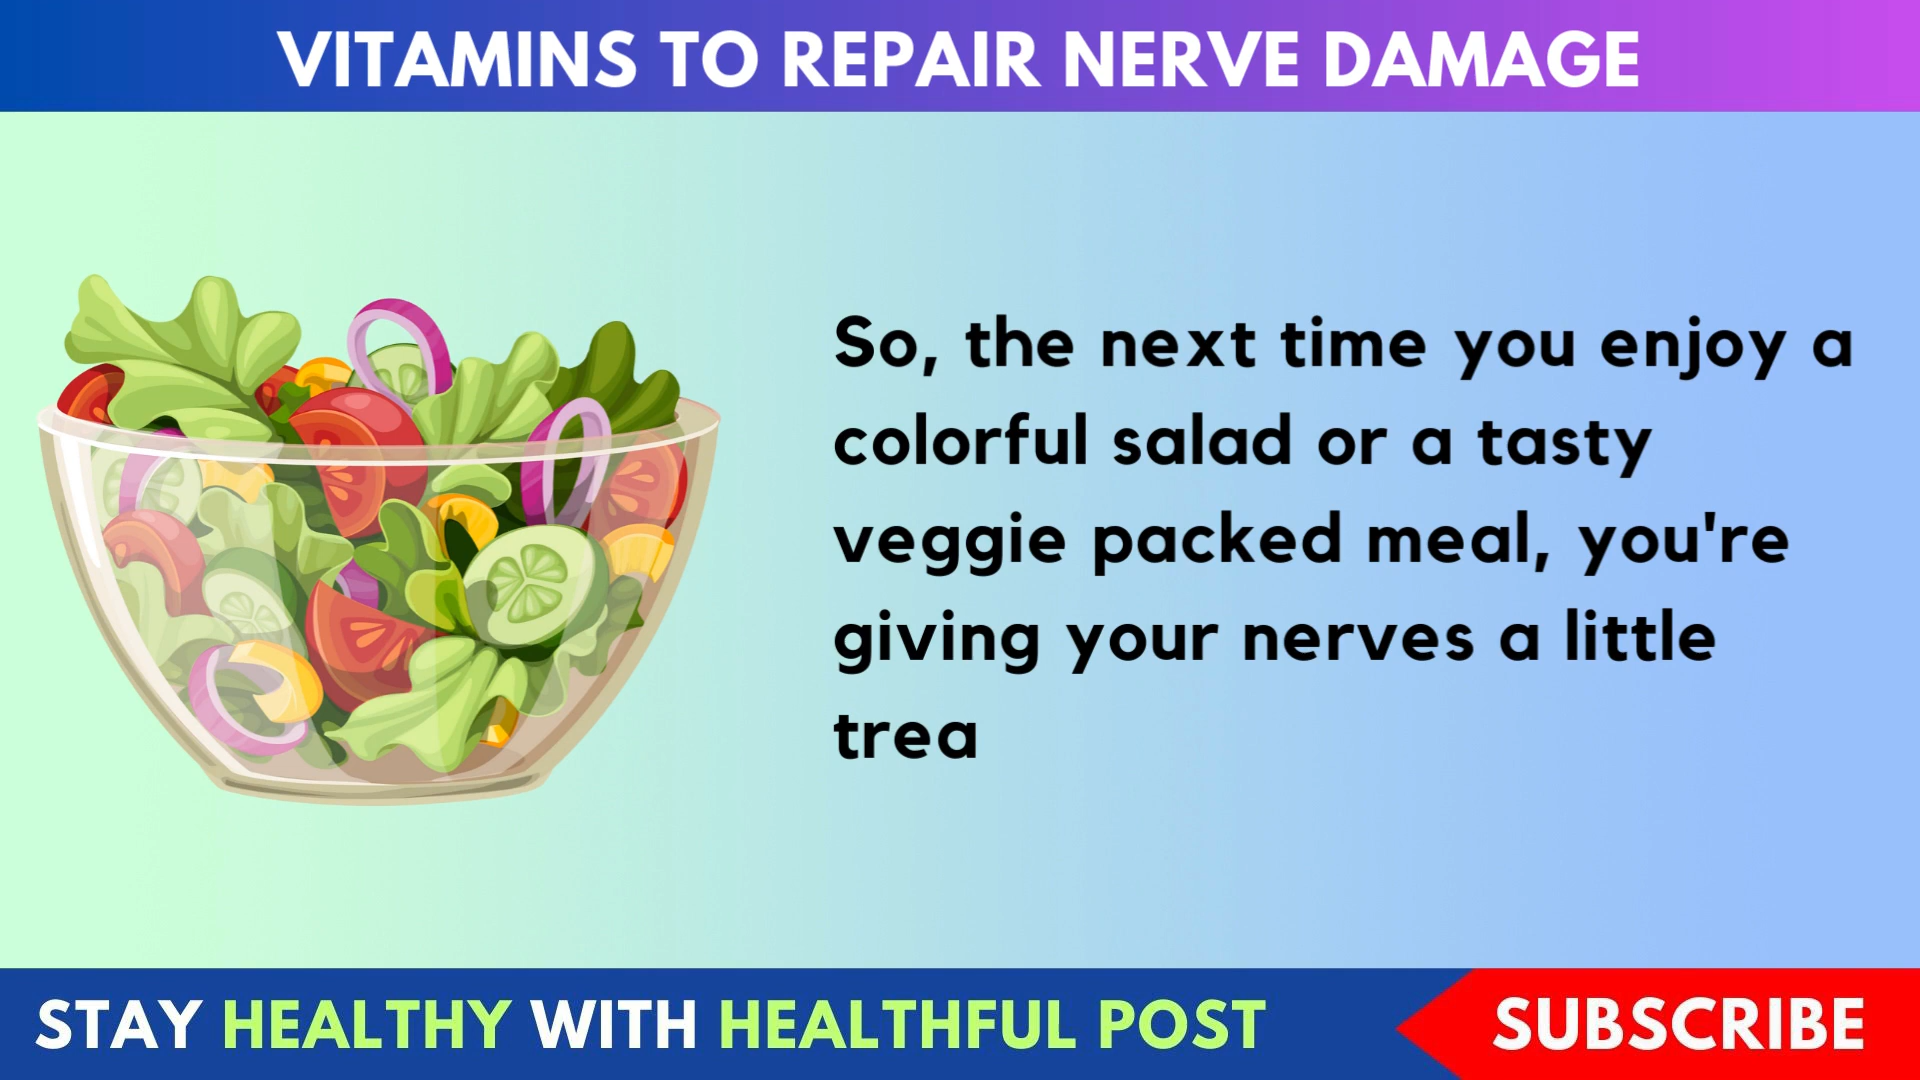 VITAMINS TO REPAIR NERVE DAMAGE
So, the next time you enjoy a
colorful salad or a tasty
veggie packed meal, you're
giving your nerves a little
trea
STAY HEALTHY WITH HEALTHFUL POST
SUBSCRIBE